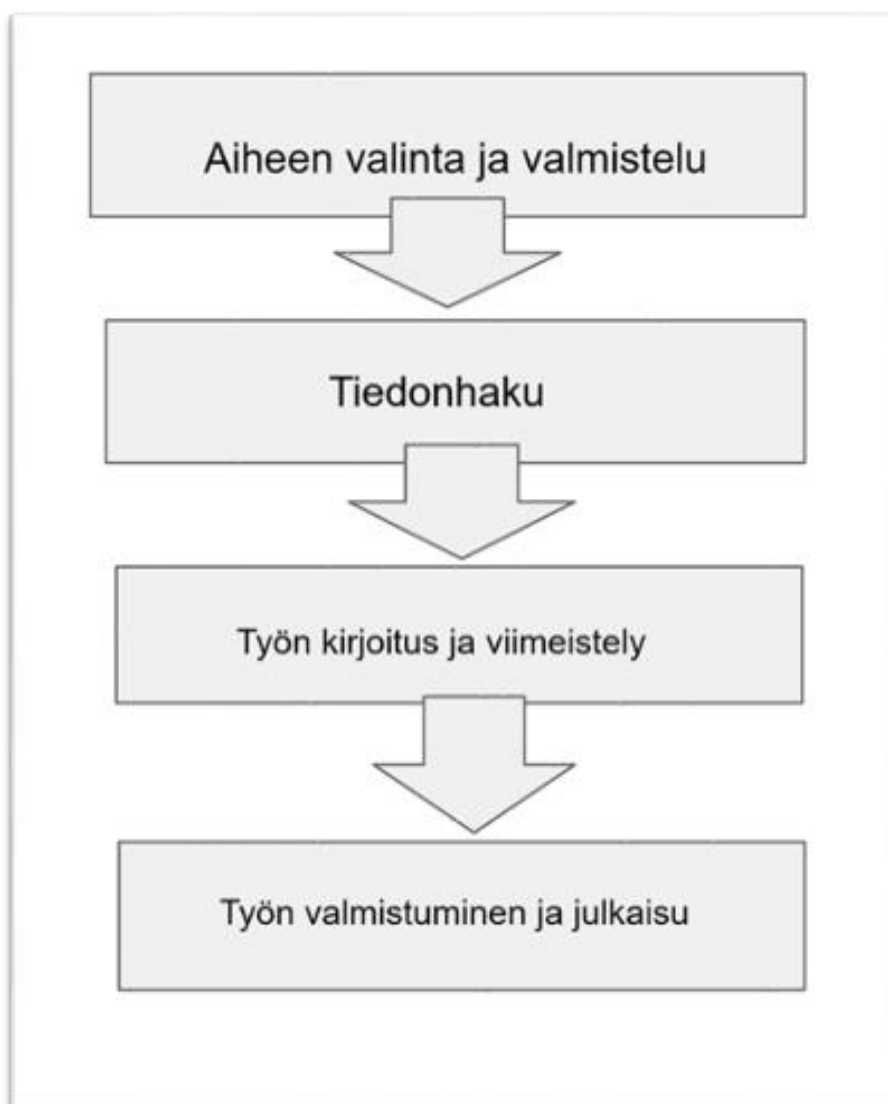 Aiheen valinta ja valmistelu
Tiedonhaku
Työn kirjoitus ja viimeistely
Työn valmistuminen ja julkaisu